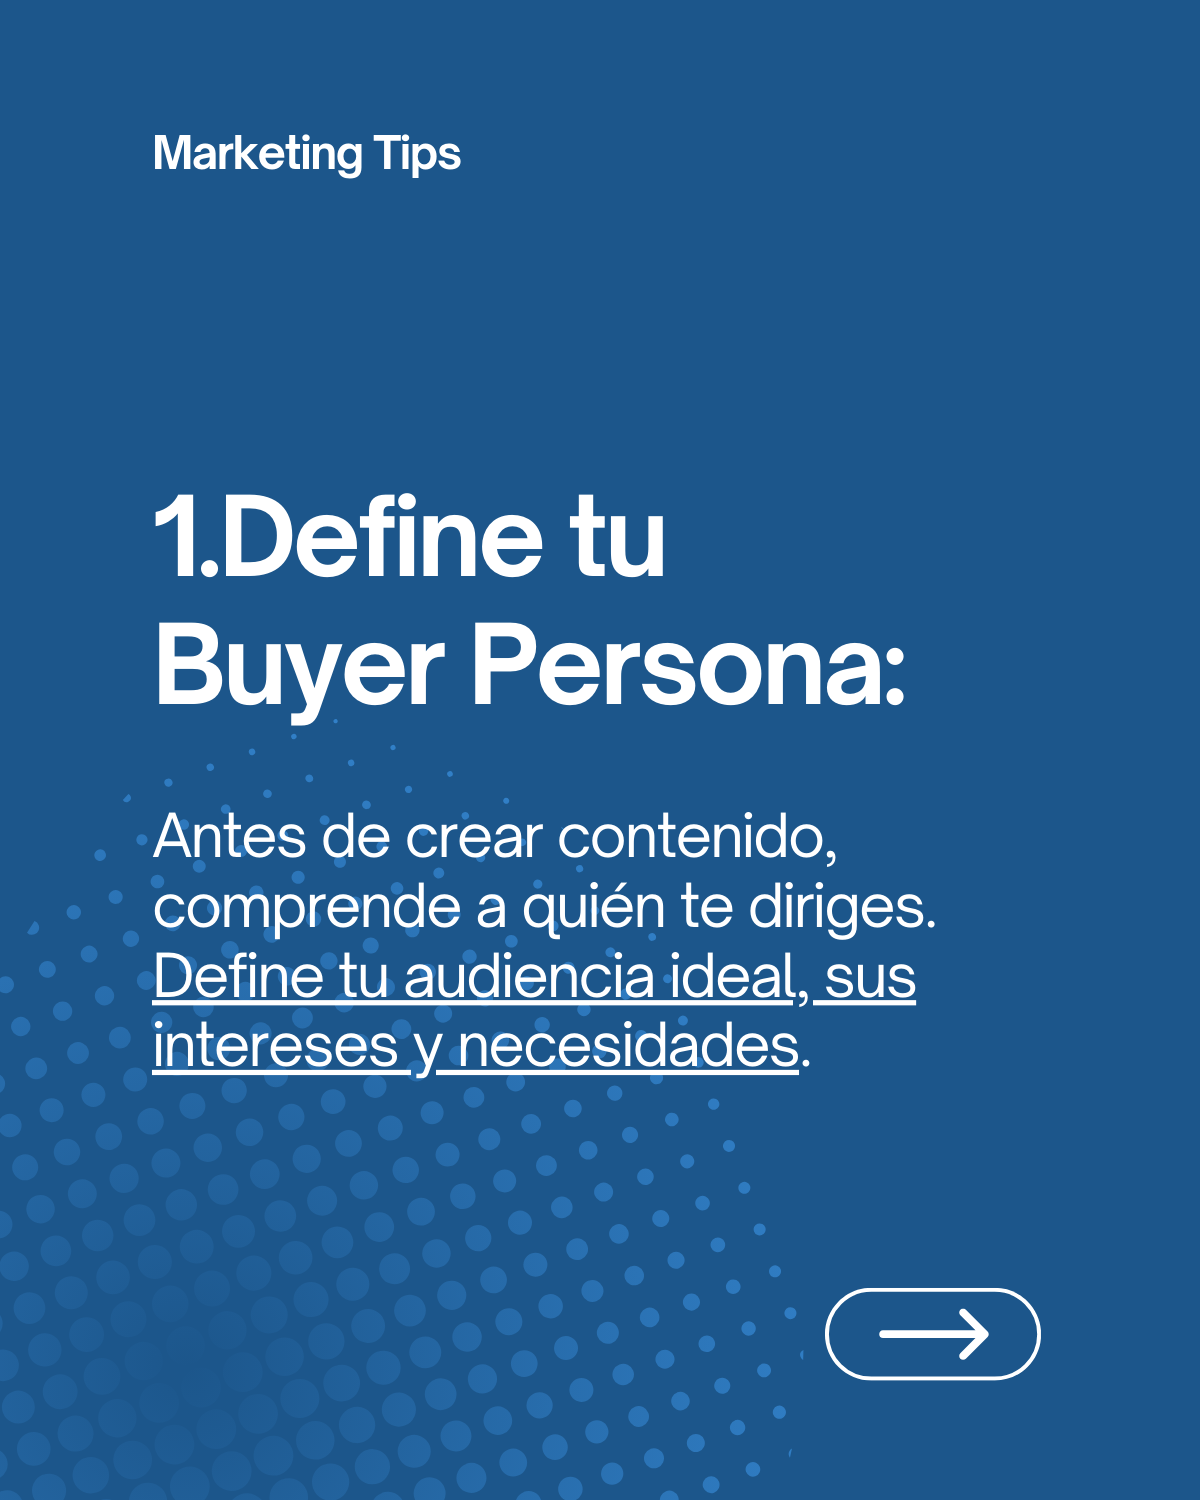 Marketing Tips
1.Define tu
Buyer Persona:
Antes de crear contenido,
comprende a quién te diriges.
Define tu audiencia ideal, sus
intereses y necesidades.